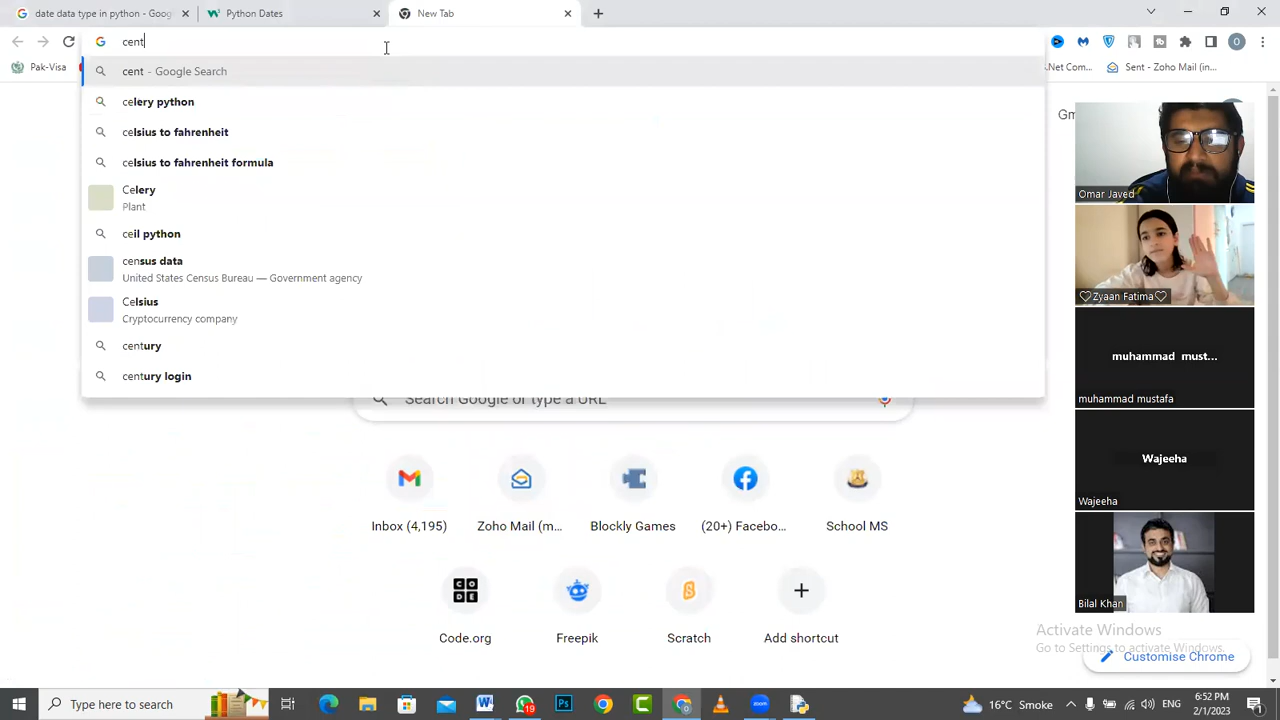 date data type in python - Goog
Python Dates
New Tab
cent
Pak-Visa
.Net Com...
Sent - Zoho Mail (in...
O
cent - Google Search
celery python
celsius to fahrenheit
celsius to fahrenheit formula
Celery
Plant
ceil python
census data
United States Census Bureau — Government agency
Celsius
Cryptocurrency company
century
century login
Gm
Search Google or type a URL
Inbox (4,195)
Zoho Mail (m...
Blockly Games
(20+) Facebo...
School MS
CODE
Code.org
Freepik
Scratch
Add shortcut
Omar Javed
♡Zyaan Fatima♡
muhammad must...
muhammad mustafa
Wajeeha
Wajeeha
Bilal Khan
Activate Windows
Go to Settings to activate Windows.
Customise Chrome
Type here to search
19
zoom
16°C Smoke
ENG
6:52 PM
2/1/2023
1